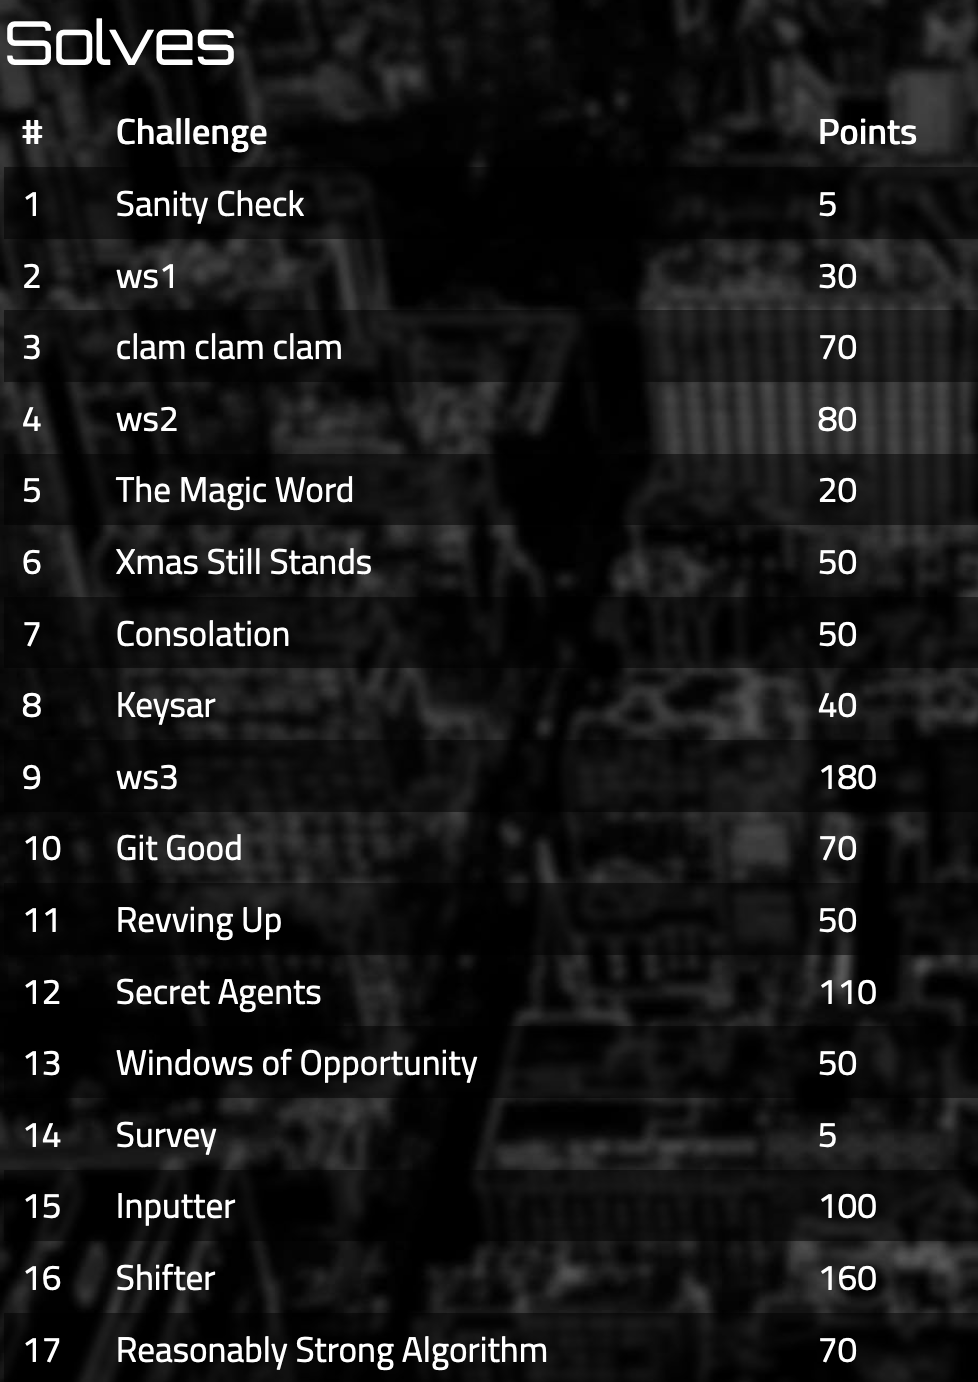 Solves
# Challenge Points
1 Sanity Check 5
2 ws1 30
3 clam clam clam 70
4 ws2 80
5 The Magic Word 20
6 Xmas Still Stands 50
7 Consolation 50
8 Keysar 40
9 ws3 180
10 Git Good 70
11 Revving Up 50
12 Secret Agents 110
13 Windows of Opportunity 50
14 Survey 5
15 Inputter 100
16 Shifter 160
17 Reasonably Strong Algorithm 70